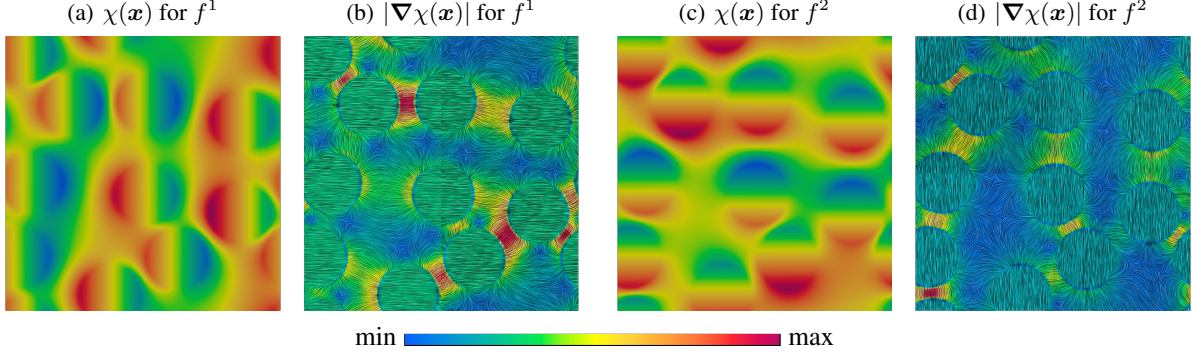 (a) χ(𝒙) for f¹
(b) |∇χ(𝒙)| for f¹
(c) χ(𝒙) for f²
(d) |∇χ(𝒙)| for f²
min max